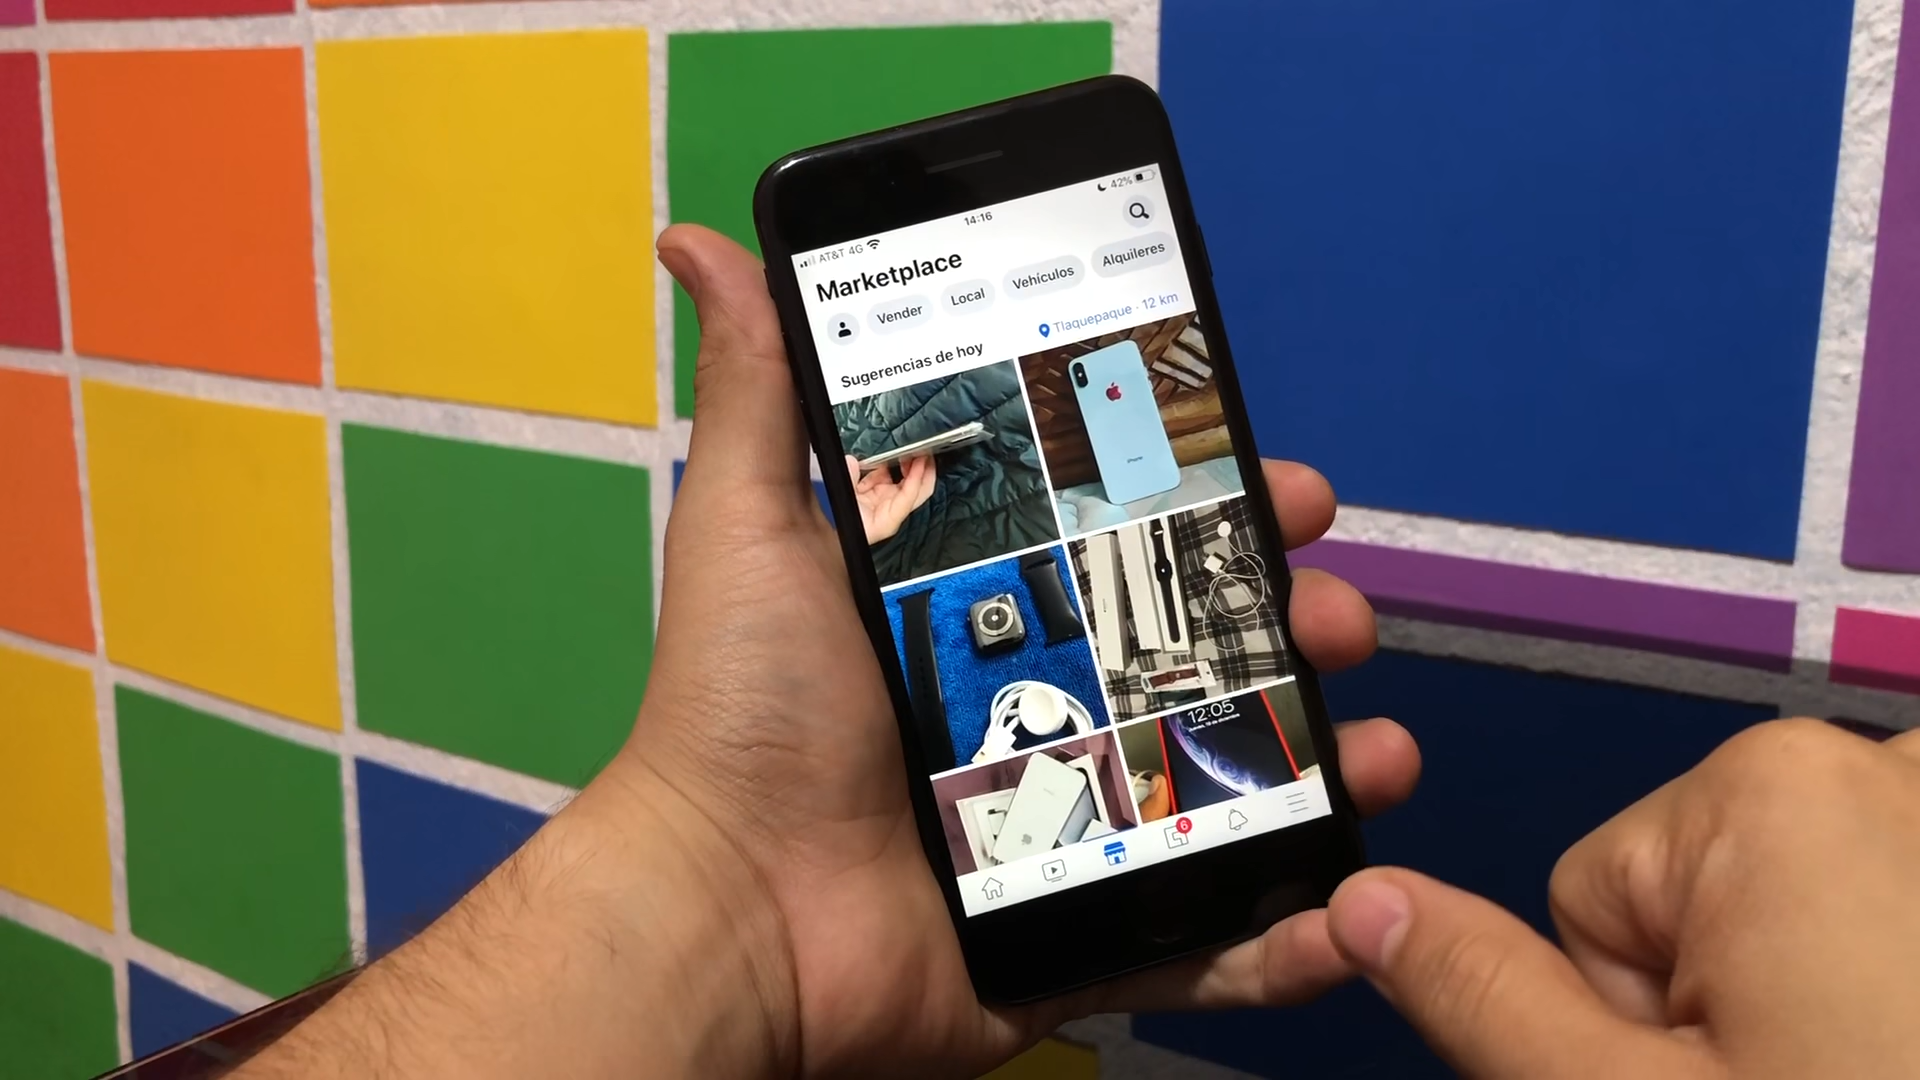 AT&T 4G 14:16 42%
Marketplace
Vender Local Vehículos Alquileres
Sugerencias de hoy Tlaquepaque · 12 km
iPhone
12:05
6